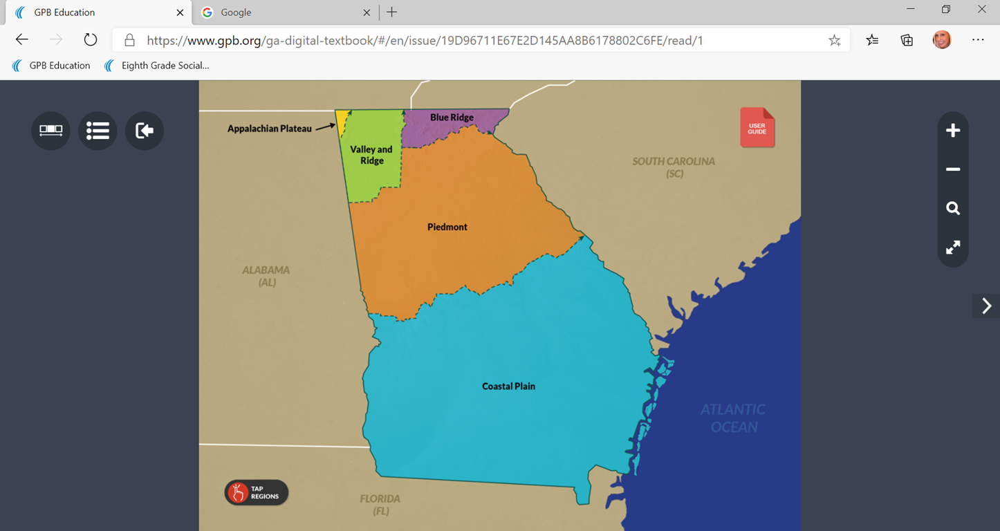 GPB Education
Google
https://www.gpb.org/ga-digital-textbook/#/en/issue/19D96711E67E2D145AA8B6178802C6FE/read/1
GPB Education
Eighth Grade Social...
Blue Ridge
Appalachian Plateau
Valley and
Ridge
USER
GUIDE
SOUTH CAROLINA
(SC)
Piedmont
ALABAMA
(AL)
Coastal Plain
ATLANTIC
OCEAN
TAP
REGIONS
FLORIDA
(FL)